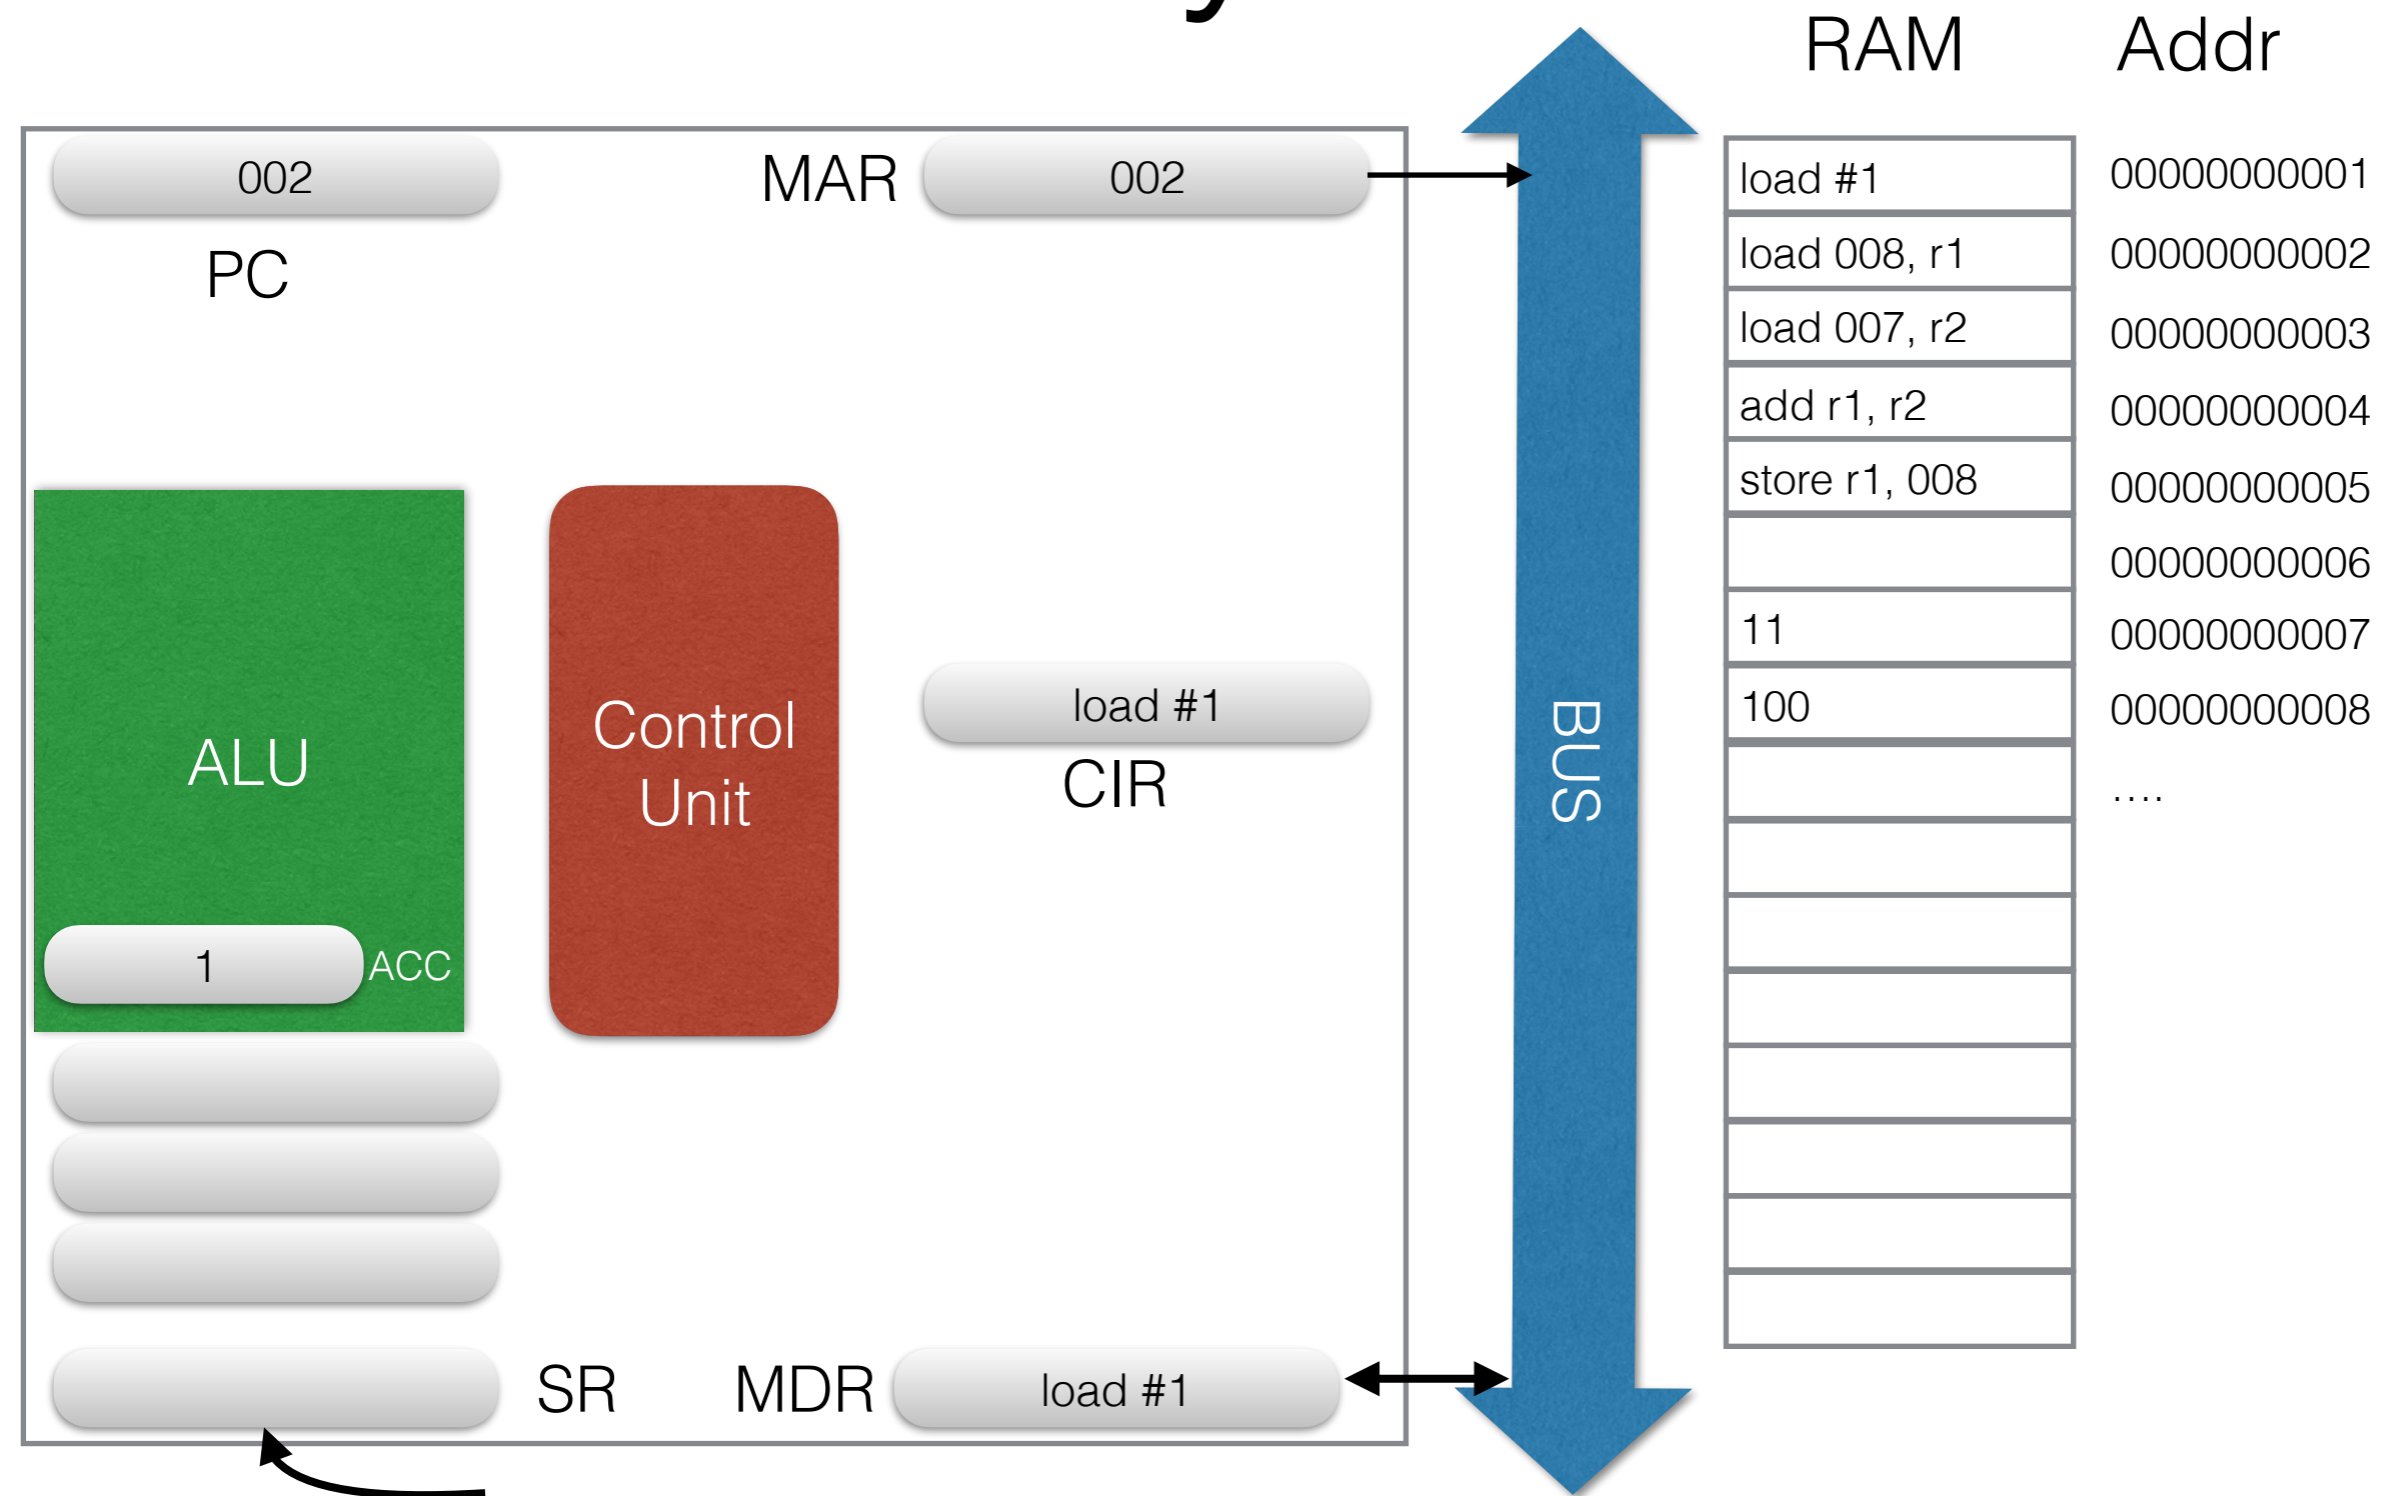 RAM Addr
002
PC
MAR
002
ALU
1
ACC
Control
Unit
load #1
CIR
SR
MDR
load #1
BUS
load #1 00000000001
load 008, r1 00000000002
load 007, r2 00000000003
add r1, r2 00000000004
store r1, 008 00000000005
00000000006
11 00000000007
100 00000000008
....